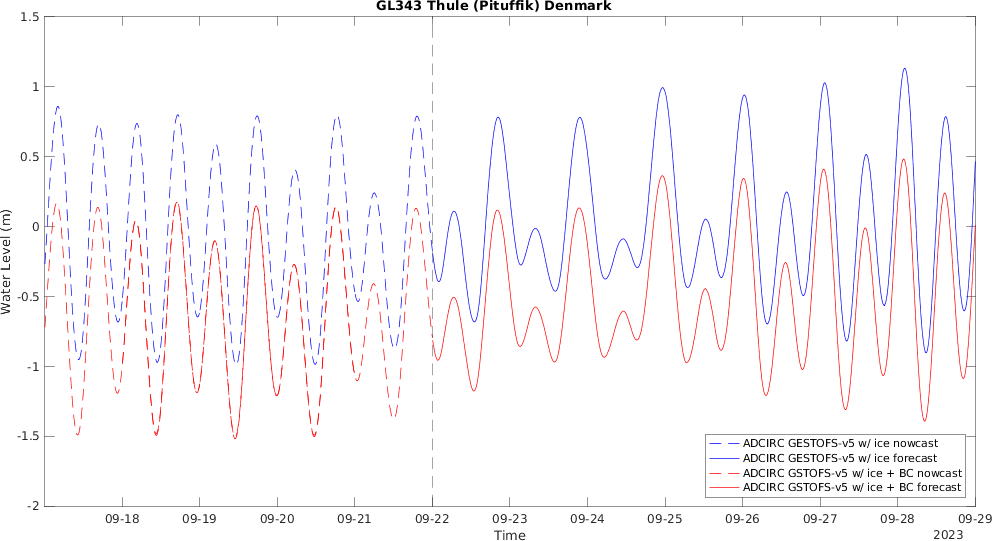 GL343 Thule (Pituffik) Denmark
1.5
1
0.5
0
-0.5
-1
-1.5
-2
Water Level (m)
ADCIRC GESTOFS-v5 w/ ice nowcast
ADCIRC GESTOFS-v5 w/ ice forecast
ADCIRC GSTOFS-v5 w/ ice + BC nowcast
ADCIRC GSTOFS-v5 w/ ice + BC forecast
09-18 09-19 09-20 09-21 09-22 09-23 09-24 09-25 09-26 09-27 09-28 09-29
Time
2023